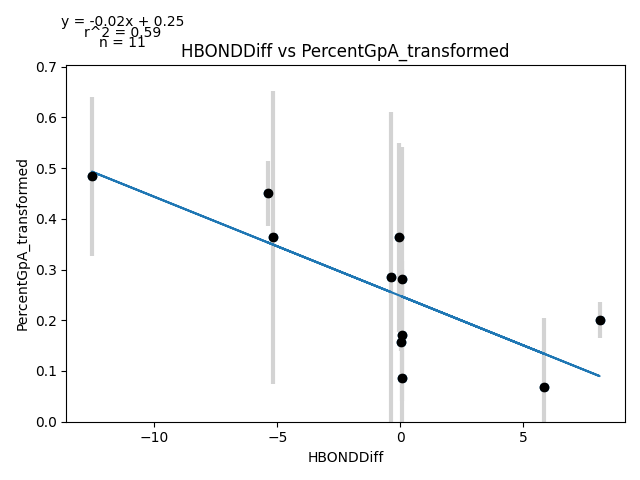 y = -0.02x + 0.25
r^2 = 0.59
n = 11
HBONDDiff vs PercentGpA_transformed
PercentGpA_transformed
0.7
0.6
0.5
0.4
0.3
0.2
0.1
0.0
−10
−5
0
5
HBONDDiff